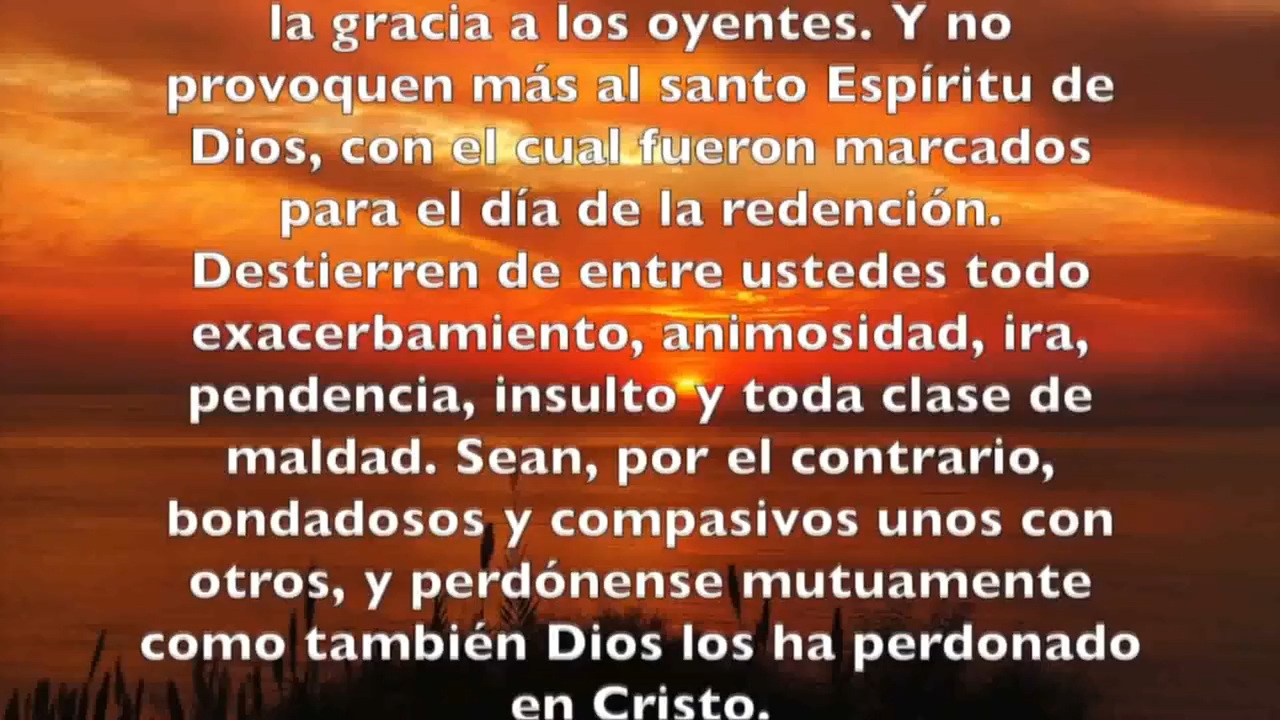 la gracia a los oyentes. Y no
provoquen más al santo Espíritu de
Dios, con el cual fueron marcados
para el día de la redención.
Destierren de entre ustedes todo
exacerbamiento, animosidad, ira,
pendencia, insulto y toda clase de
maldad. Sean, por el contrario,
bondadosos y compasivos unos con
otros, y perdónense mutuamente
como también Dios los ha perdonado
en Cristo.